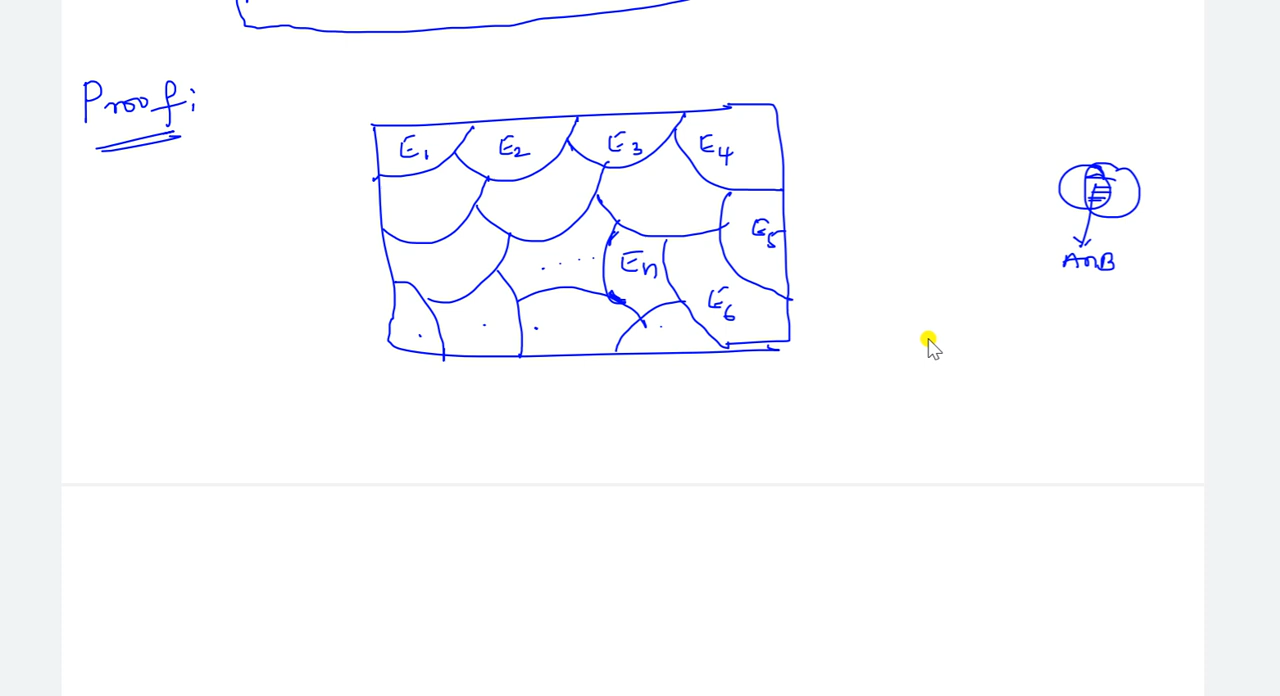 Proof:
E1 E2 E3 E4
E5
.... En
E6
A∩B